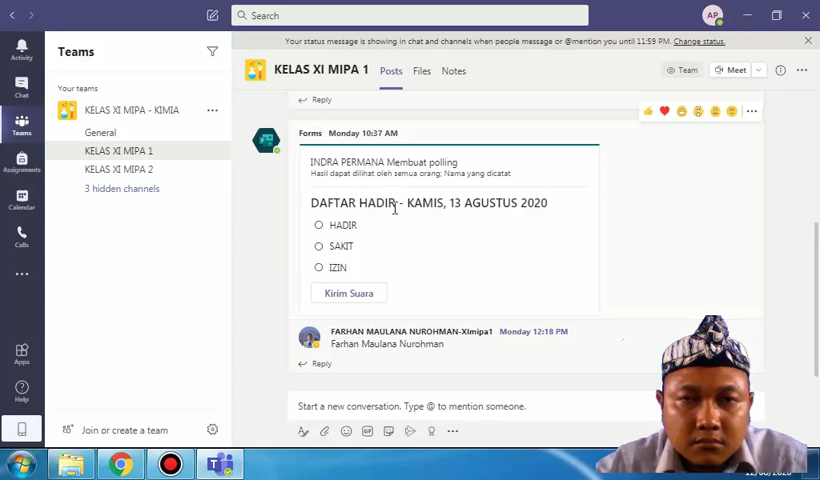 Search
AP
Your status message is showing in chat and channels when people message or @mention you until 11:59 PM. Change status.
Activity
Chat
Teams
Assignments
Calendar
Calls
Apps
Help
Teams
Your teams
KELAS XI MIPA - KIMIA
General
KELAS XI MIPA 1
KELAS XI MIPA 2
3 hidden channels
Join or create a team
KELAS XI MIPA 1
Posts
Files
Notes
Team
Meet
Reply
Forms Monday 10:37 AM
INDRA PERMANA Membuat polling
Hasil dapat dilihat oleh semua orang; Nama yang dicatat
DAFTAR HADIR - KAMIS, 13 AGUSTUS 2020
HADIR
SAKIT
IZIN
Kirim Suara
FARHAN MAULANA NUROHMAN-XImipa1 Monday 12:18 PM
Farhan Maulana Nurohman
Reply
Start a new conversation. Type @ to mention someone.